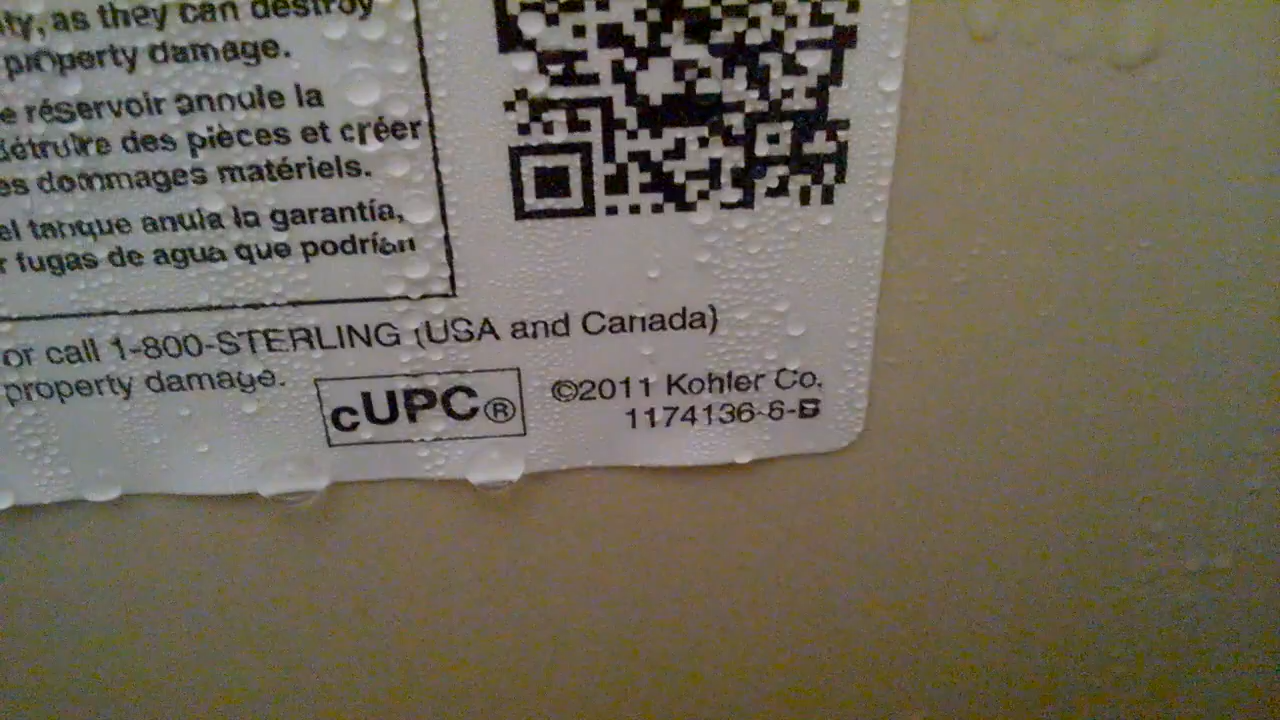 ty, as they can destroy
property damage.
e réservoir annule la
détruire des pièces et créer
es dommages matériels.
el tanque anula la garantía,
r fugas de agua que podrían
or call 1-800-STERLING (USA and Canada)
property damage.
cUPC®
©2011 Kohler Co.
1174136-6-B